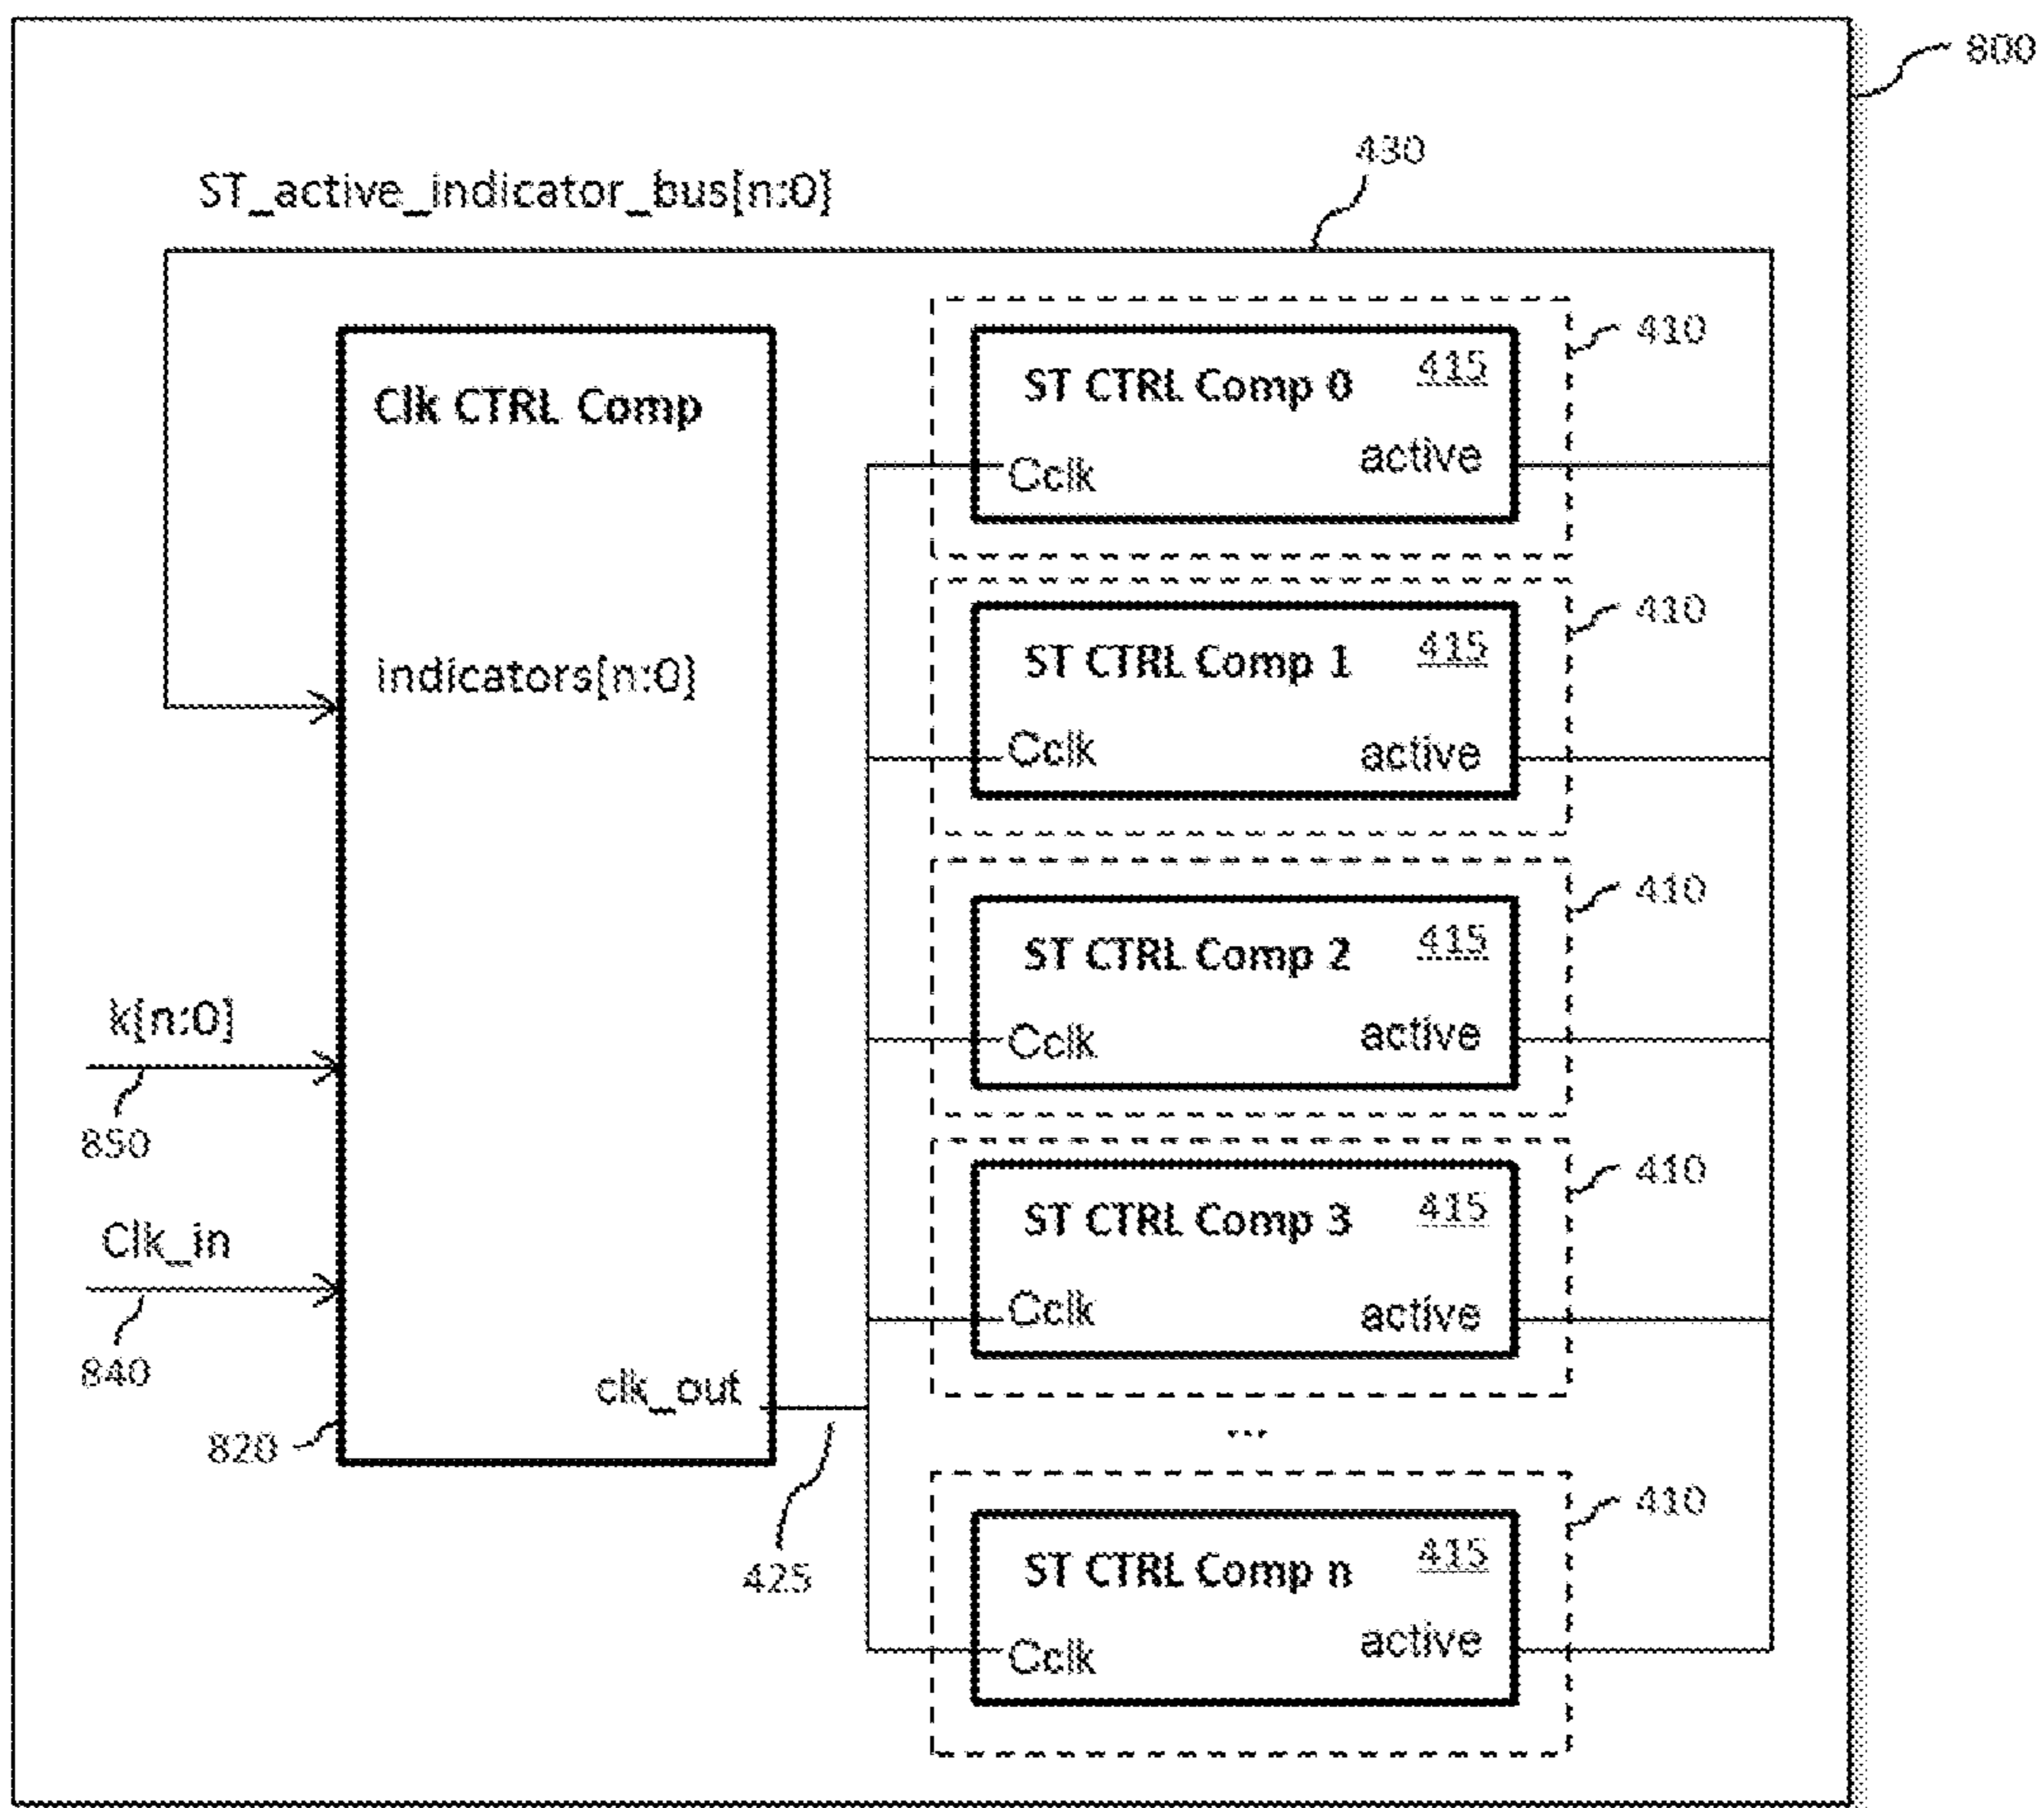 800
430
ST_active_indicator_bus[n:0]
410
Clk CTRL Comp
ST CTRL Comp 0
415
Cclk
active
410
ST CTRL Comp 1
415
indicators[n:0]
Cclk
active
410
ST CTRL Comp 2
415
k[n:0]
Cclk
active
850
410
ST CTRL Comp 3
415
Clk_in
Cclk
active
840
clk_out
820
...
410
425
ST CTRL Comp n
415
Cclk
active